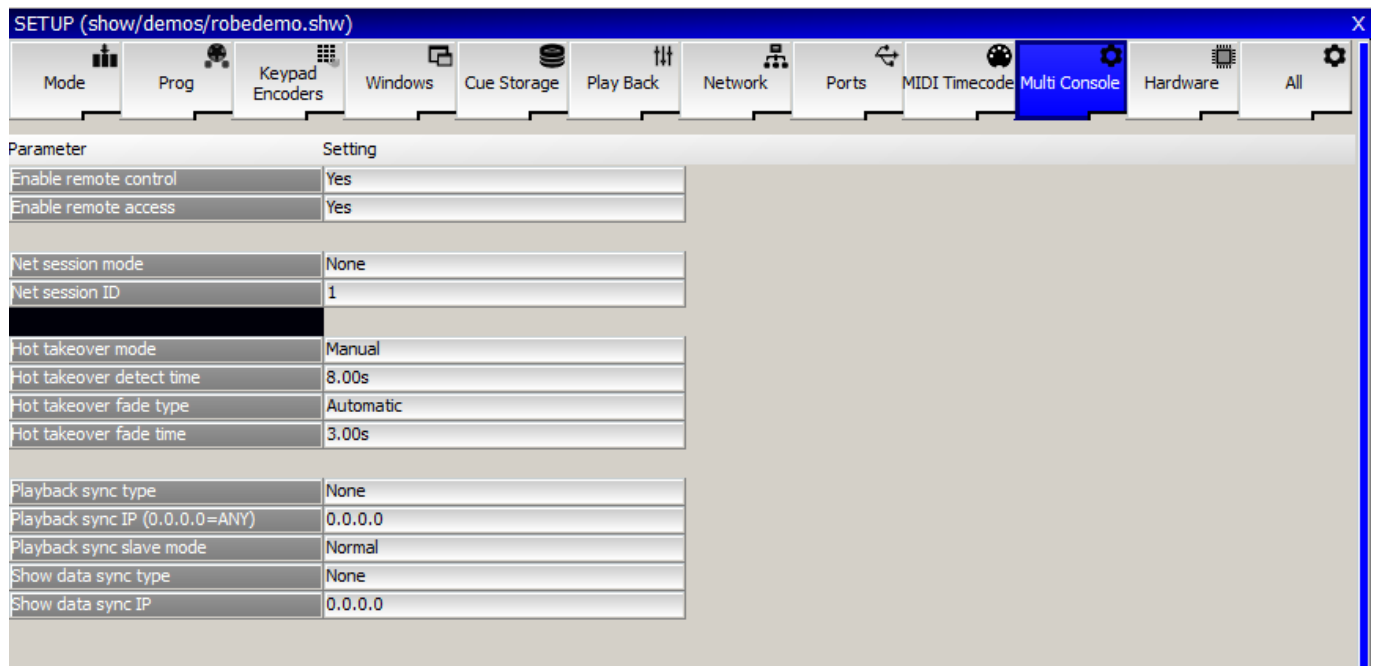 SETUP (show/demos/robedemo.shw) X
Mode Prog Keypad Encoders Windows Cue Storage Play Back Network Ports MIDI Timecode Multi Console Hardware All
Parameter Setting
Enable remote control Yes
Enable remote access Yes
Net session mode None
Net session ID 1
Hot takeover mode Manual
Hot takeover detect time 8.00s
Hot takeover fade type Automatic
Hot takeover fade time 3.00s
Playback sync type None
Playback sync IP (0.0.0.0=ANY) 0.0.0.0
Playback sync slave mode Normal
Show data sync type None
Show data sync IP 0.0.0.0